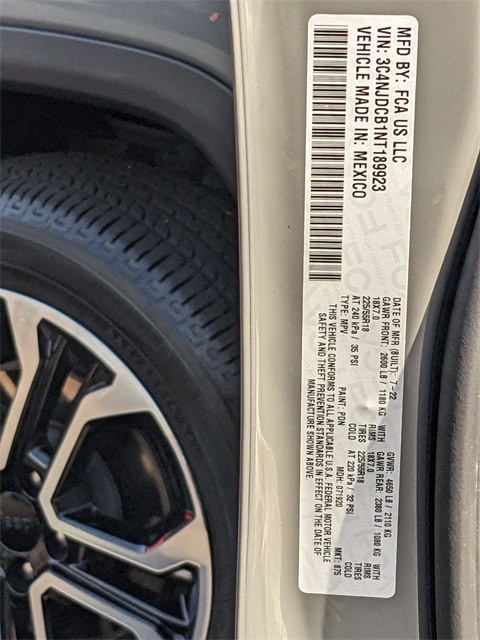 MFD BY: FCA US LLC
VIN: 3C4NJDCB1NT189923
VEHICLE MADE IN: MEXICO
DATE OF MFR (BUILT): 7-22 GVWR: 4650 LB / 2110 KG
GAWR FRONT: 2600 LB / 1180 KG WITH GAWR REAR: 2380 LB / 1080 KG WITH
18X7.0 RIMS 18X7.0 RIMS
225/55R18 TIRES 225/55R18 TIRES
AT 240 kPa / 35 PSI COLD AT 220 kPa / 32 PSI COLD
TYPE: MPV PAINT: PDN MDH: 071920 MKT: 875
THIS VEHICLE CONFORMS TO ALL APPLICABLE U.S.A. FEDERAL MOTOR VEHICLE
SAFETY AND THEFT PREVENTION STANDARDS IN EFFECT ON THE DATE OF
MANUFACTURE SHOWN ABOVE.